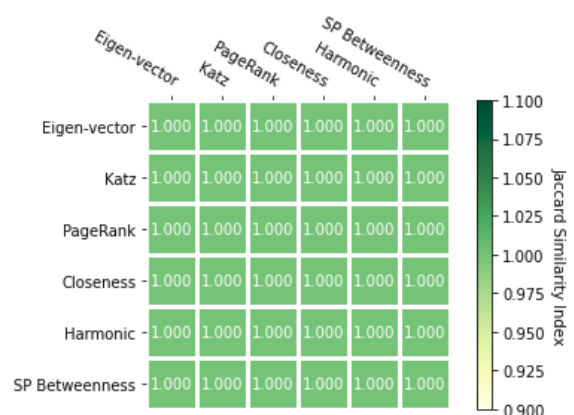 Eigen-vector
Katz
PageRank
Closeness
Harmonic
SP Betweenness
Eigen-vector 1.000 1.000 1.000 1.000 1.000 1.000
Katz 1.000 1.000 1.000 1.000 1.000 1.000
PageRank 1.000 1.000 1.000 1.000 1.000 1.000
Closeness 1.000 1.000 1.000 1.000 1.000 1.000
Harmonic 1.000 1.000 1.000 1.000 1.000 1.000
SP Betweenness 1.000 1.000 1.000 1.000 1.000 1.000
1.100
1.075
1.050
1.025
1.000
0.975
0.950
0.925
0.900
Jaccard Similarity Index